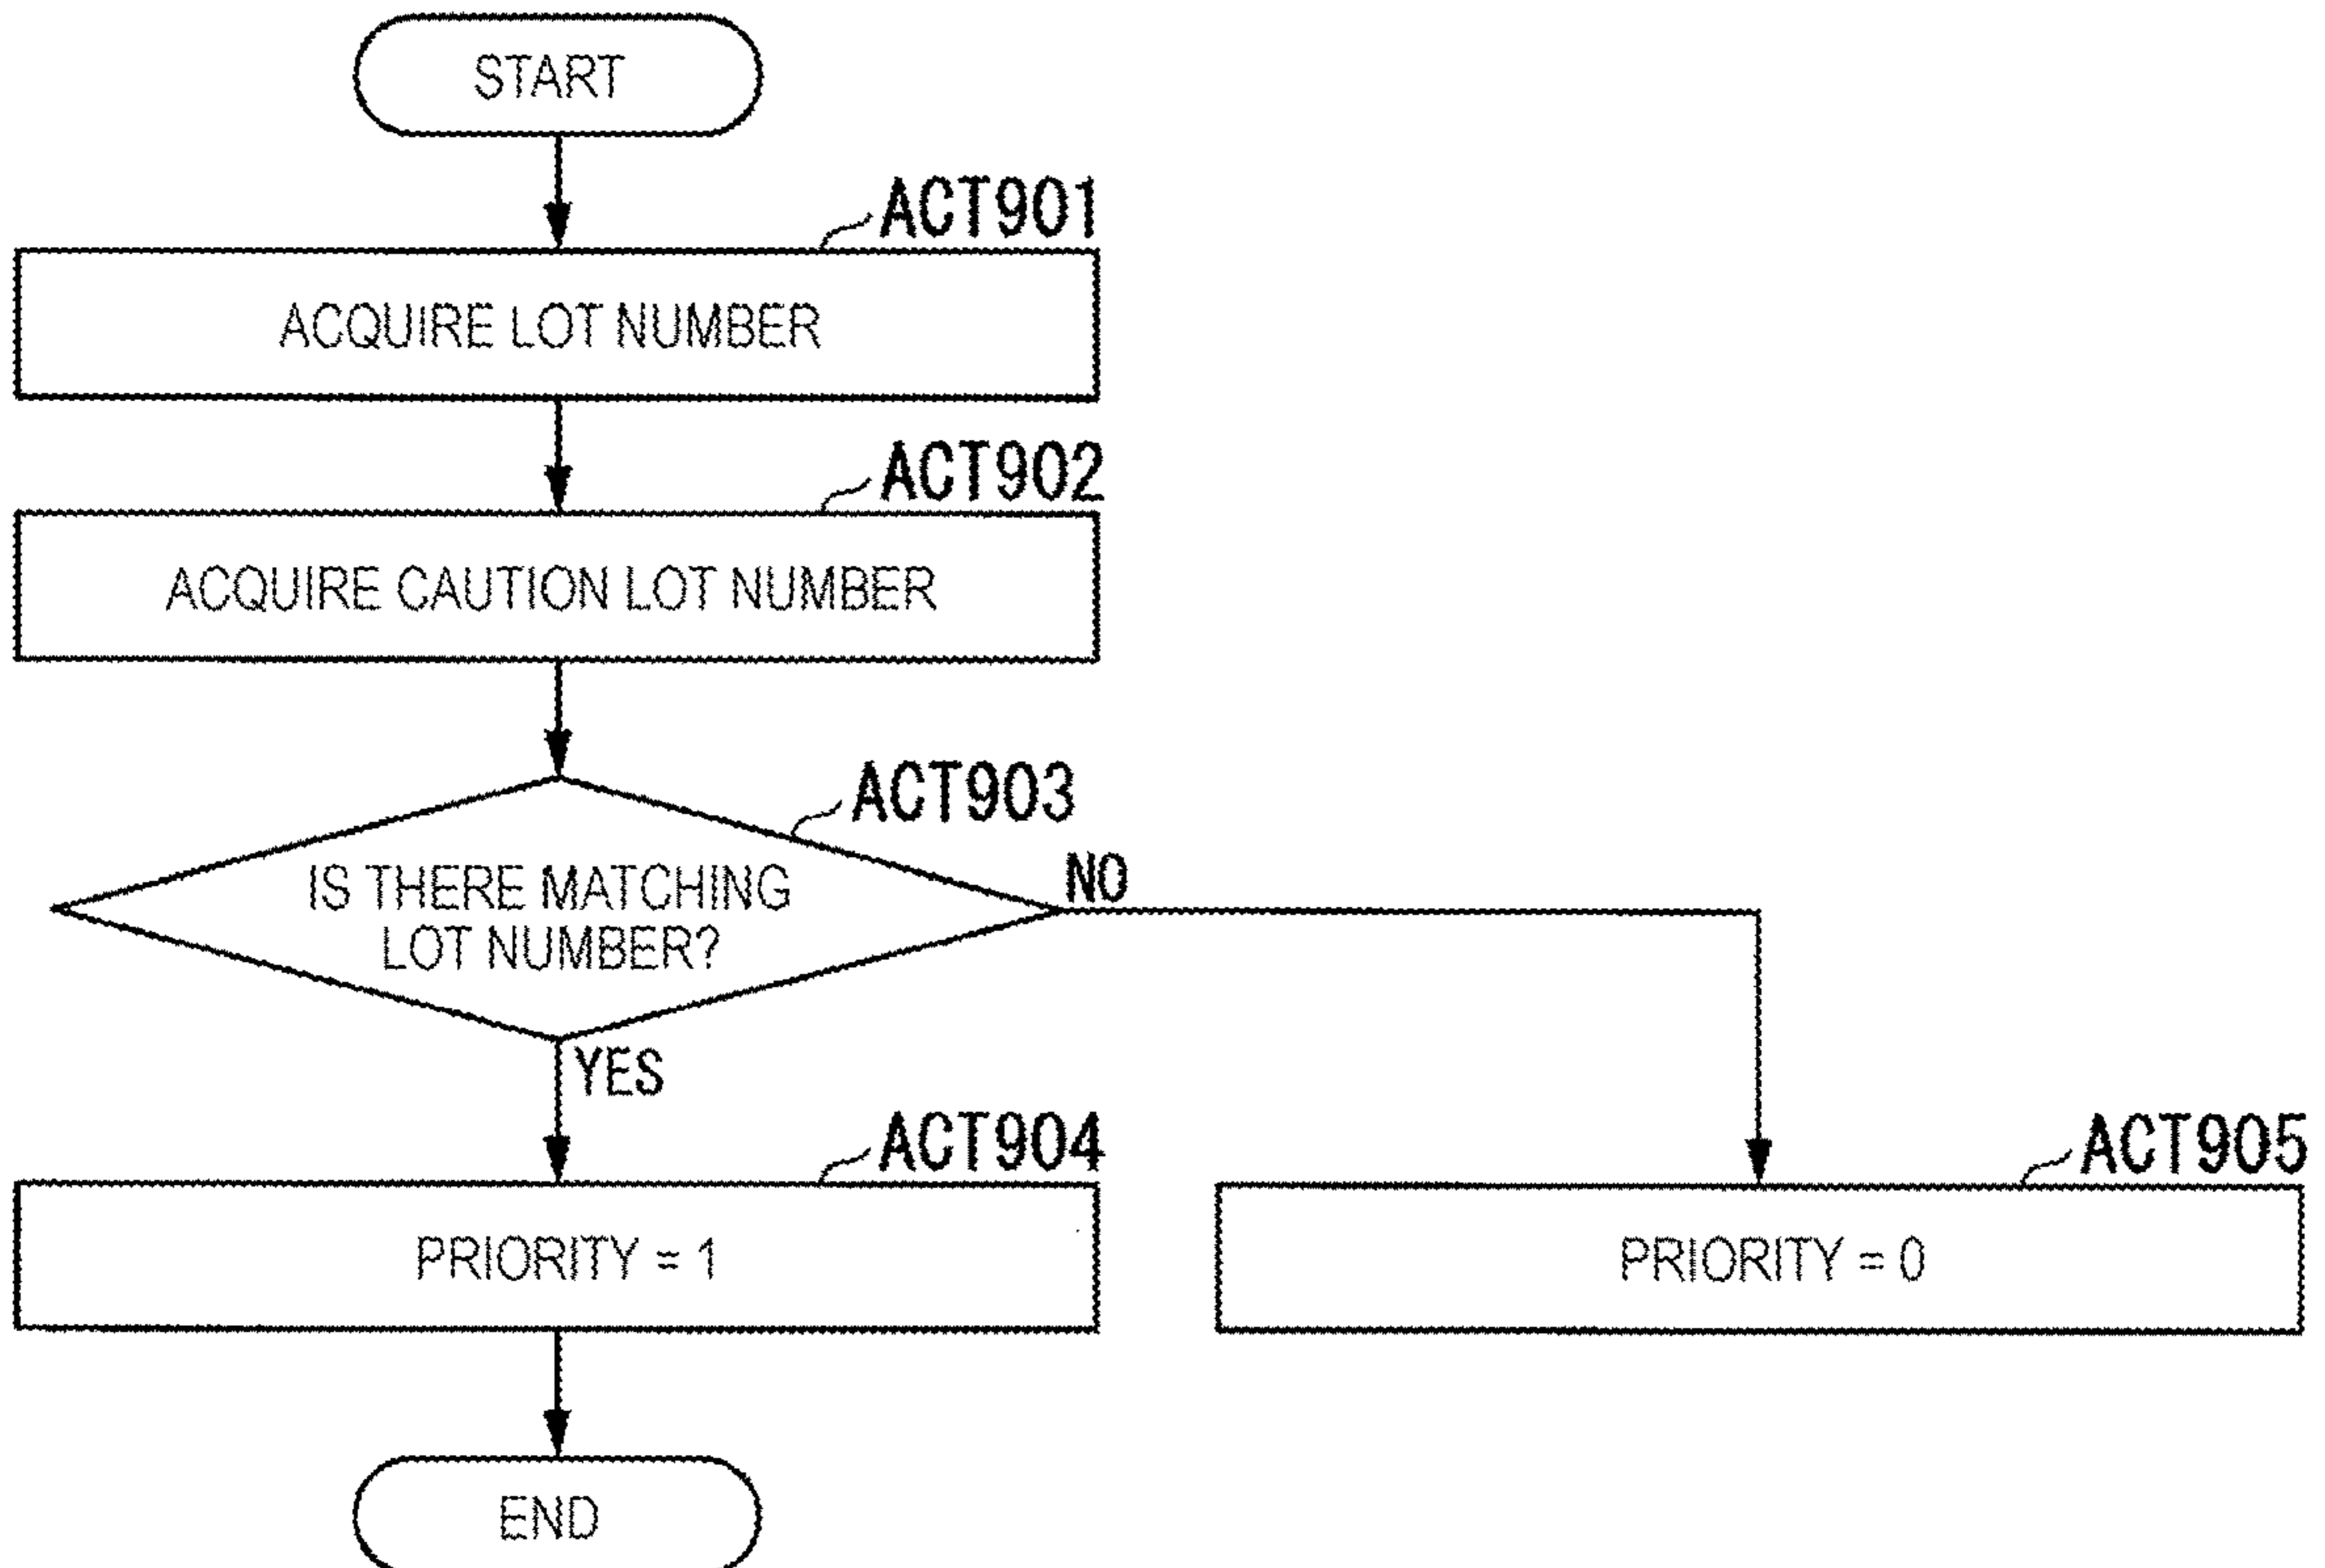 START
ACT901
ACQUIRE LOT NUMBER
ACT902
ACQUIRE CAUTION LOT NUMBER
ACT903
IS THERE MATCHING
LOT NUMBER?
NO
YES
ACT904
PRIORITY = 1
ACT905
PRIORITY = 0
END